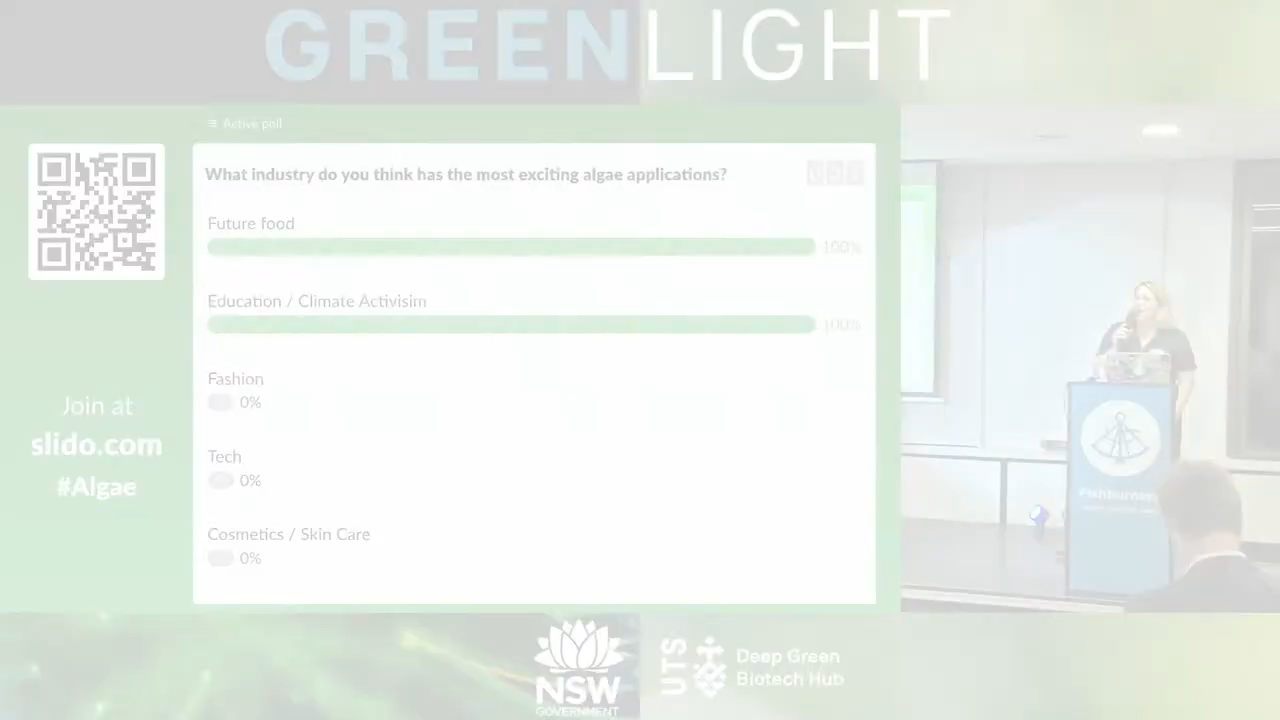 GREENLIGHT
Active poll
What industry do you think has the most exciting algae applications?
Future food
100%
Education / Climate Activisim
100%
Fashion
0%
Tech
0%
Cosmetics / Skin Care
0%
Join at
slido.com
#Algae
NSW
GOVERNMENT
UTS
Deep Green
Biotech Hub